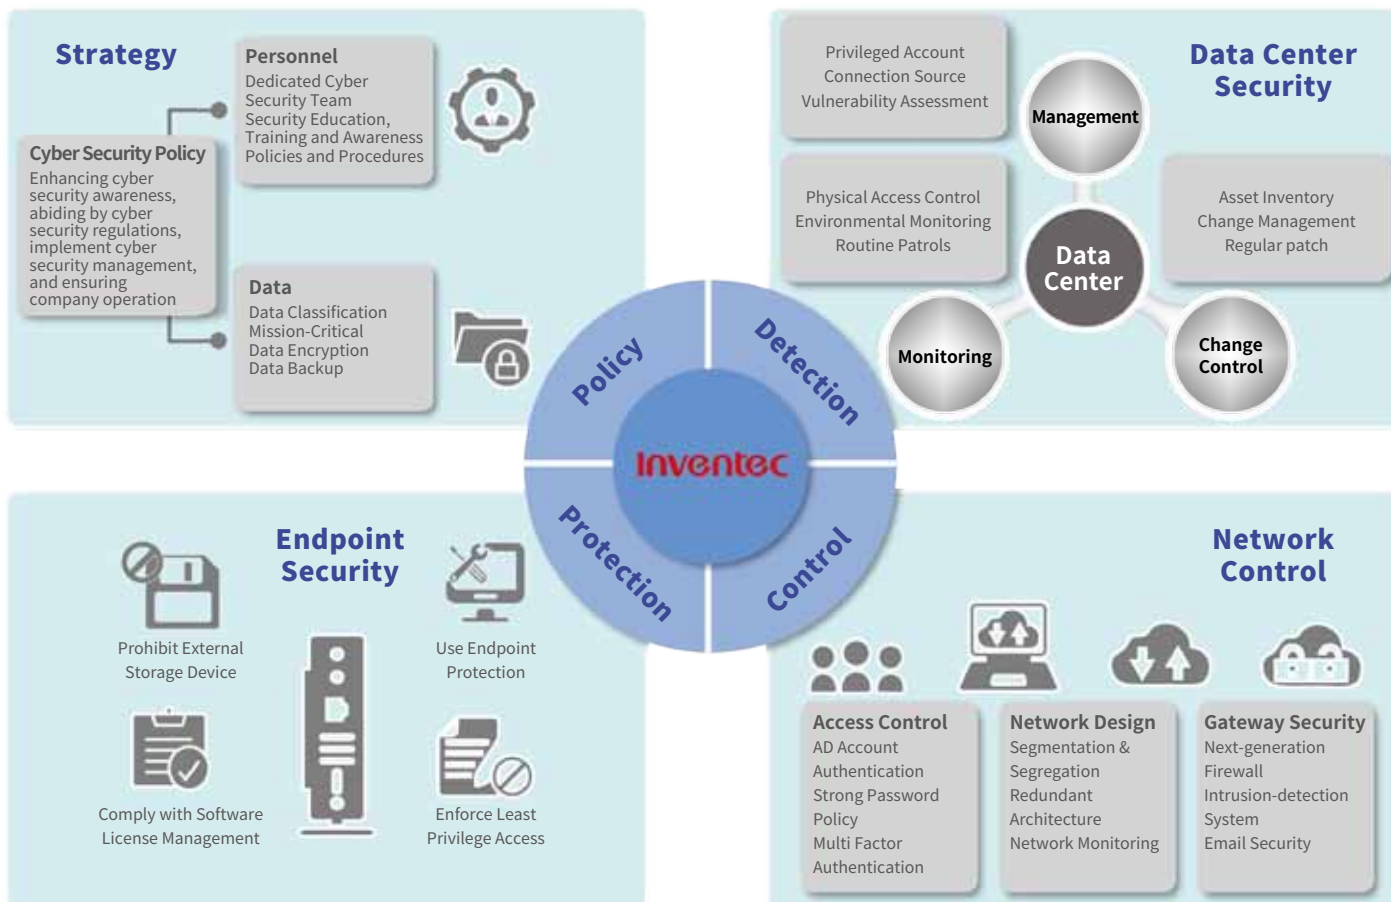 Strategy
Personnel
Dedicated Cyber
Security Team
Security Education,
Training and Awareness
Policies and Procedures
Cyber Security Policy
Enhancing cyber
security awareness,
abiding by cyber
security regulations,
implement cyber
security management,
and ensuring
company operation
Data
Data Classification
Mission-Critical
Data Encryption
Data Backup
Data Center
Security
Privileged Account
Connection Source
Vulnerability Assessment
Management
Physical Access Control
Environmental Monitoring
Routine Patrols
Asset Inventory
Change Management
Regular patch
Data
Center
Monitoring
Change
Control
Policy
Detection
Inventec
Protection
Control
Endpoint
Security
Prohibit External
Storage Device
Use Endpoint
Protection
Comply with Software
License Management
Enforce Least
Privilege Access
Network
Control
Access Control
AD Account
Authentication
Strong Password
Policy
Multi Factor
Authentication
Network Design
Segmentation &
Segregation
Redundant
Architecture
Network Monitoring
Gateway Security
Next-generation
Firewall
Intrusion-detection
System
Email Security